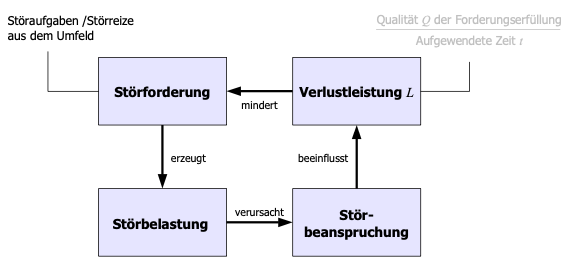 Störaufgaben /Störreize
aus dem Umfeld
Qualität Q der Forderungserfüllung
Aufgewendete Zeit t
Störforderung
mindert
Verlustleistung L
erzeugt
beeinflusst
Störbelastung
verursacht
Stör-
beanspruchung